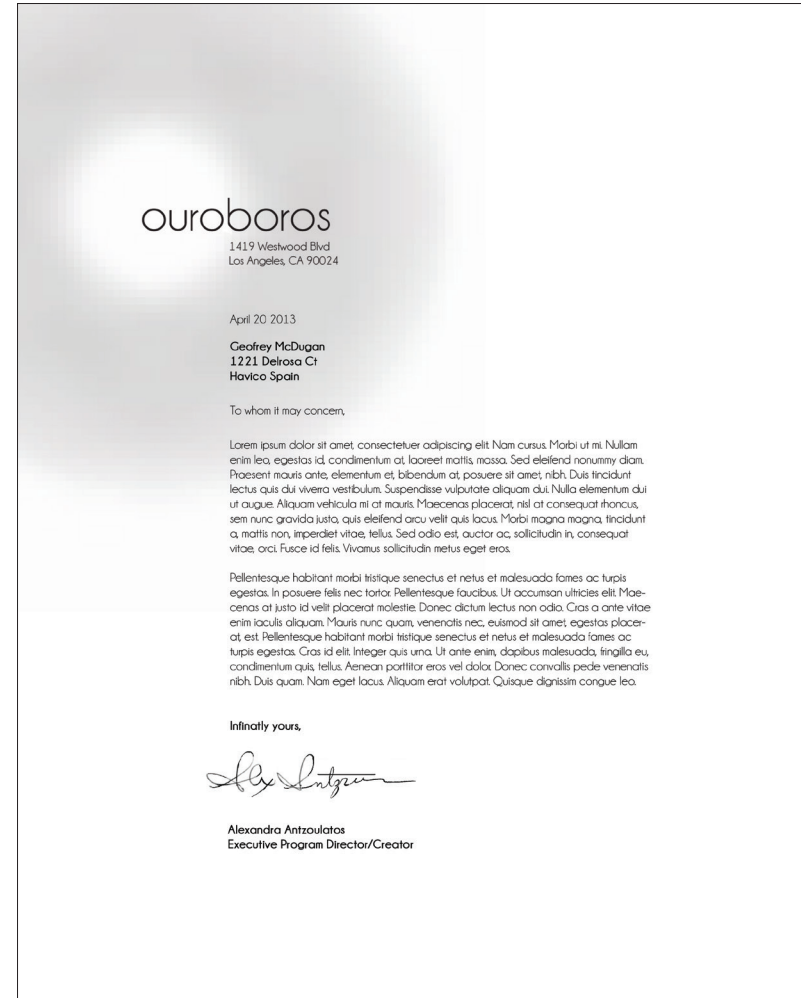 ouroboros
1419 Westwood Blvd
Los Angeles, CA 90024
April 20 2013
Geofrey McDugan
1221 Delrosa Ct
Havico Spain
To whom it may concern,
Lorem ipsum dolor sit amet, consectetuer adipiscing elit. Nam cursus. Morbi ut mi. Nullam
enim leo, egestas id, condimentum at, laoreet mattis, massa. Sed eleifend nonummy diam.
Praesent mauris ante, elementum et, bibendum at, posuere sit amet, nibh. Duis tincidunt
lectus quis dui viverra vestibulum. Suspendisse vulputate aliquam dui. Nulla elementum dui
ut augue. Aliquam vehicula mi at mauris. Maecenas placerat, nisl at consequat rhoncus,
sem nunc gravida justo, quis eleifend arcu velit quis lacus. Morbi magna magna, tincidunt
a, mattis non, imperdiet vitae, tellus. Sed odio est, auctor ac, sollicitudin in, consequat
vitae, orci. Fusce id felis. Vivamus sollicitudin metus eget eros.
Pellentesque habitant morbi tristique senectus et netus et malesuada fames ac turpis
egestas. In posuere felis nec tortor. Pellentesque faucibus. Ut accumsan ultricies elit. Mae-
cenas at justo id velit placerat molestie. Donec dictum lectus non odio. Cras a ante vitae
enim iaculis aliquam. Mauris nunc quam, venenatis nec, euismod sit amet, egestas placer-
at, est. Pellentesque habitant morbi tristique senectus et netus et malesuada fames ac
turpis egestas. Cras id elit. Integer quis urna. Ut ante enim, dapibus malesuada, fringilla eu,
condimentum quis, tellus. Aenean porttitor eros vel dolor. Donec convallis pede venenatis
nibh. Duis quam. Nam eget lacus. Aliquam erat volutpat. Quisque dignissim congue leo.
Infinatly yours,
Alex
Alexandra Antzoulatos
Executive Program Director/Creator